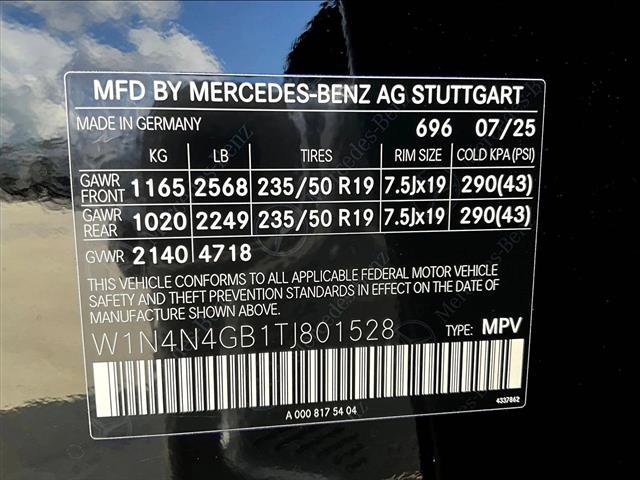 MFD BY MERCEDES-BENZ AG STUTTGART
MADE IN GERMANY 696 07/25
KG LB TIRES RIM SIZE COLD KPA(PSI)
GAWR FRONT 1165 2568 235/50 R19 7.5Jx19 290(43)
GAWR REAR 1020 2249 235/50 R19 7.5Jx19 290(43)
GVWR 2140 4718
THIS VEHICLE CONFORMS TO ALL APPLICABLE FEDERAL MOTOR VEHICLE
SAFETY AND THEFT PREVENTION STANDARDS IN EFFECT ON THE DATE OF
MANUFACTURE SHOWN ABOVE.
W1N4N4GB1TJ801528 TYPE: MPV
A 000 817 54 04 4337862